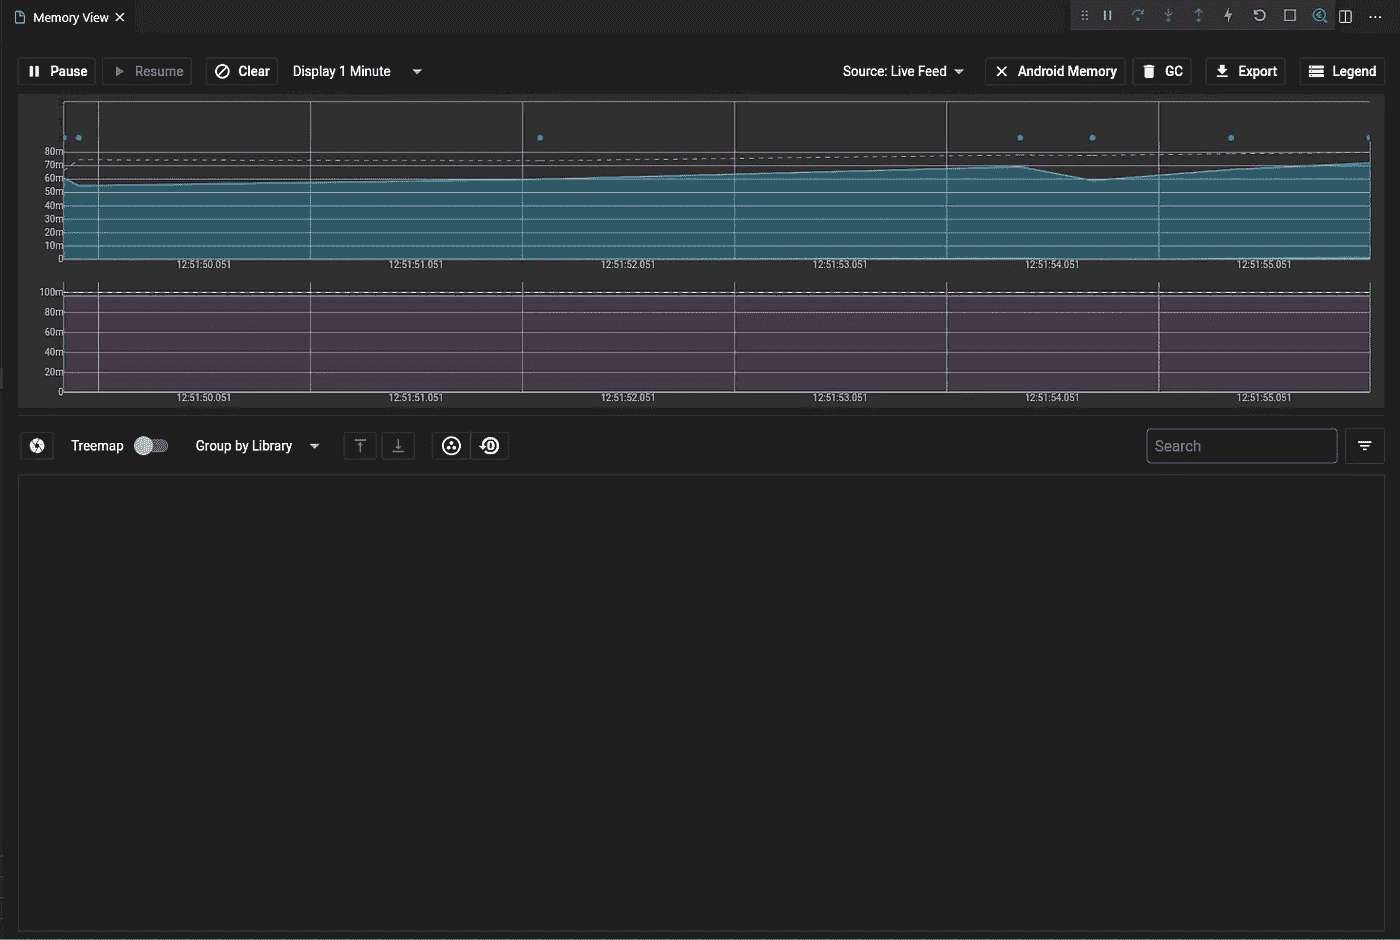 Memory View
Pause Resume Clear Display 1 Minute Source: Live Feed Android Memory GC Export Legend
80m
70m
60m
50m
40m
30m
20m
10m
0
12:51:50.051 12:51:51.051 12:51:52.051 12:51:53.051 12:51:54.051 12:51:55.051
100m
80m
60m
40m
20m
0
12:51:50.051 12:51:51.051 12:51:52.051 12:51:53.051 12:51:54.051 12:51:55.051
Treemap Group by Library Search